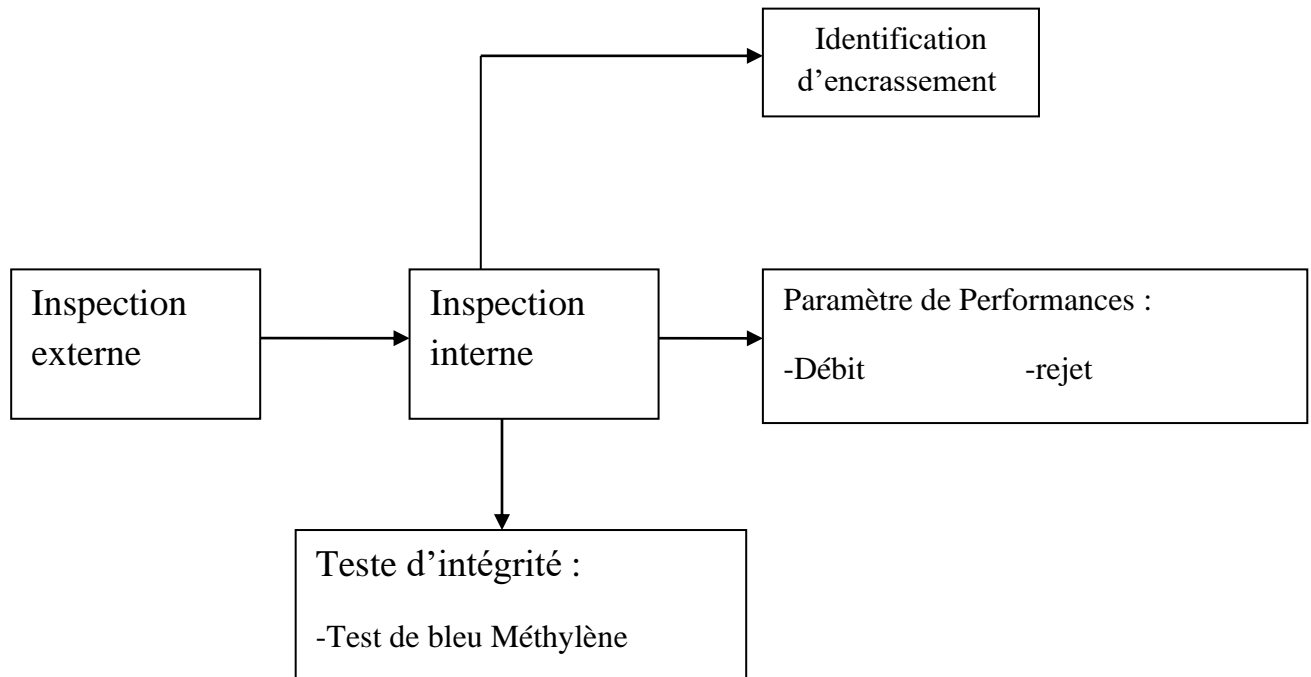 Identification
d’encrassement
Inspection
externe
Inspection
interne
Paramètre de Performances :
-Débit -rejet
Teste d’intégrité :
-Test de bleu Méthylène